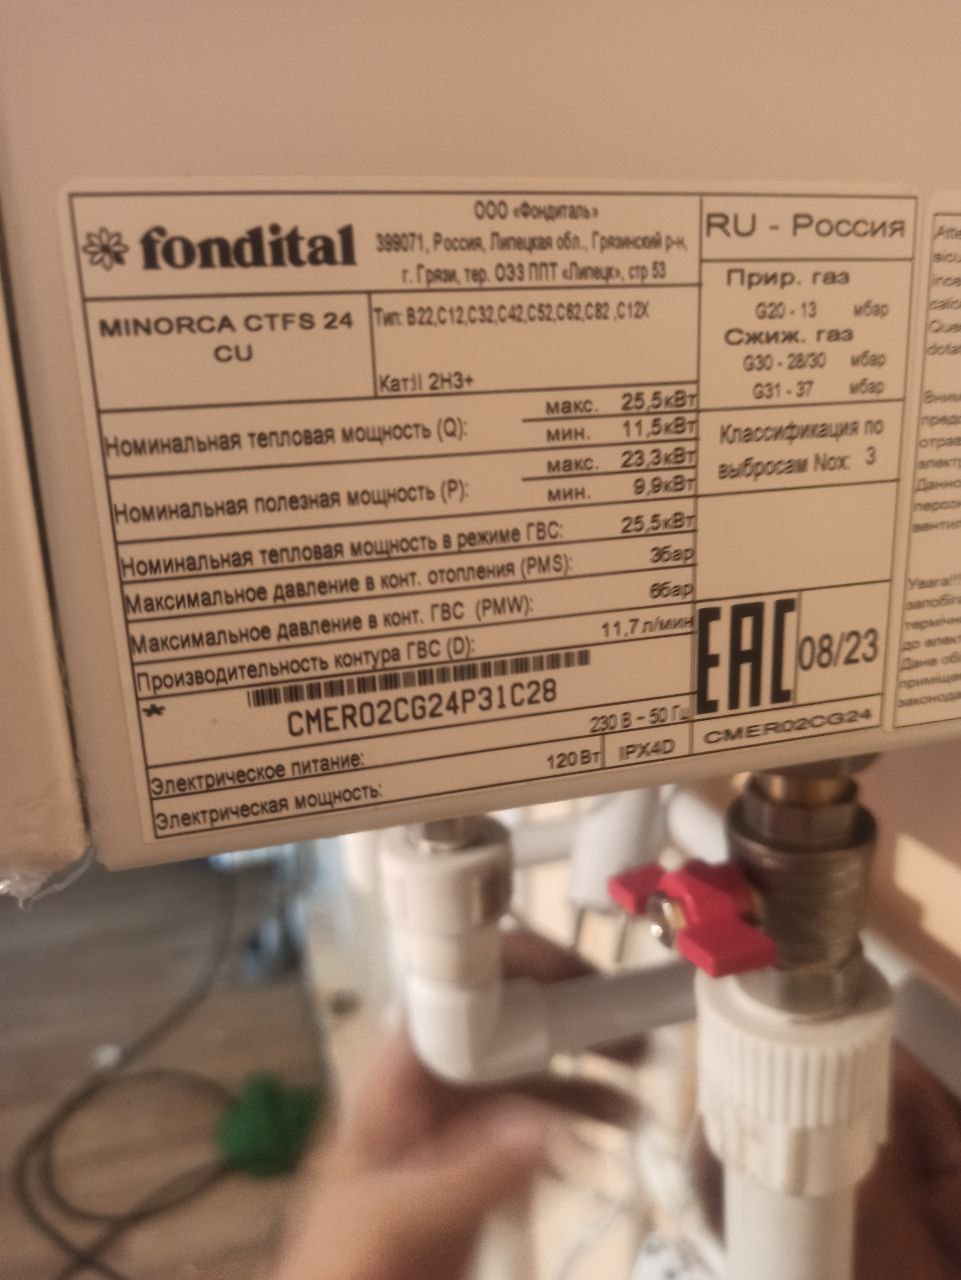 fondital
ООО «Фондиталь»
399071, Россия, Липецкая обл., Грязинский р-н,
г. Грязи, тер. ОЭЗ ППТ «Липецк», стр 53
RU - Россия
MINORCA CTFS 24
CU
Тип: B22,C12,C32,C42,C52,C62,C82 ,C12X
КатII 2H3+
Прир. газ
G20 - 13 мбар
Сжиж. газ
G30 - 28/30 мбар
G31 - 37 мбар
Номинальная тепловая мощность (Q):
макс. 25,5кВт
мин. 11,5кВт
Номинальная полезная мощность (P):
макс. 23,3кВт
мин. 9,9кВт
Классификация по
выбросам Nox: 3
Номинальная тепловая мощность в режиме ГВС: 25,5кВт
Максимальное давление в конт. отопления (PMS): 3бар
Максимальное давление в конт. ГВС (PMW): 6бар
Производительность контура ГВС (D): 11,7л/мин
*
CMER02CG24P31C28
EAC
08/23
Электрическое питание: 230 В ~ 50 Гц
CMER02CG24
Электрическая мощность: 120Вт
IPX4D